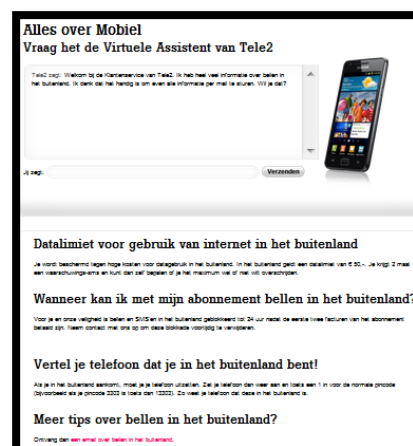 Alles over Mobiel
Vraag het de Virtuele Assistent van Tele2
Tele2 zegt: Welkom bij de Klantenservice van Tele2. Ik heb heel veel informatie over bellen in
het buitenland. Ik denk dat het handig is om even alle informatie per mail te sturen. Wil je dat?
Jij zegt:
Verzenden
Datalimiet voor gebruik van internet in het buitenland
Je wordt beschermd tegen hoge kosten voor datagebruik in het buitenland. In het buitenland geldt een datalimiet van € 50,-. Je krijgt 2 maal
een waarschuwings-sms en kunt dan zelf bepalen of je het maximum wel of niet wilt overschrijden.
Wanneer kan ik met mijn abonnement bellen in het buitenland?
Voor je en onze veiligheid is bellen en SMS'en in het buitenland geblokkeerd tot 24 uur nadat de eerste twee facturen van het abonnement
betaald zijn. Neem contact met ons op om deze blokkade voortijdig te verwijderen.
Vertel je telefoon dat je in het buitenland bent!
Als je in het buitenland aankomt, moet je je telefoon uitzetten. Zet je telefoon dan weer aan en toets een 1 in voor de normale pincode
(bijvoorbeeld als je pincode 2303 is toets dan 12303). Zo weet je telefoon dat deze in het buitenland is.
Meer tips over bellen in het buitenland?
Ontvang dan een email over bellen in het buitenland.